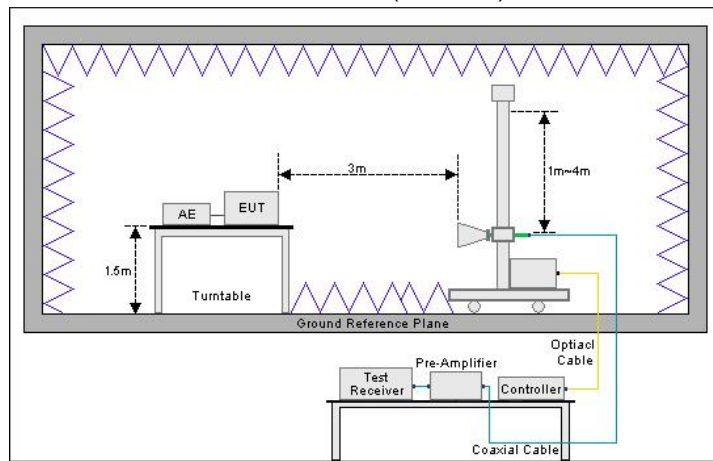 3m
1m~4m
AE
EUT
1.5m
Turntable
Ground Reference Plane
Optiacl
Cable
Pre-Amplifier
Test
Receiver
Controller
Coaxial Cable